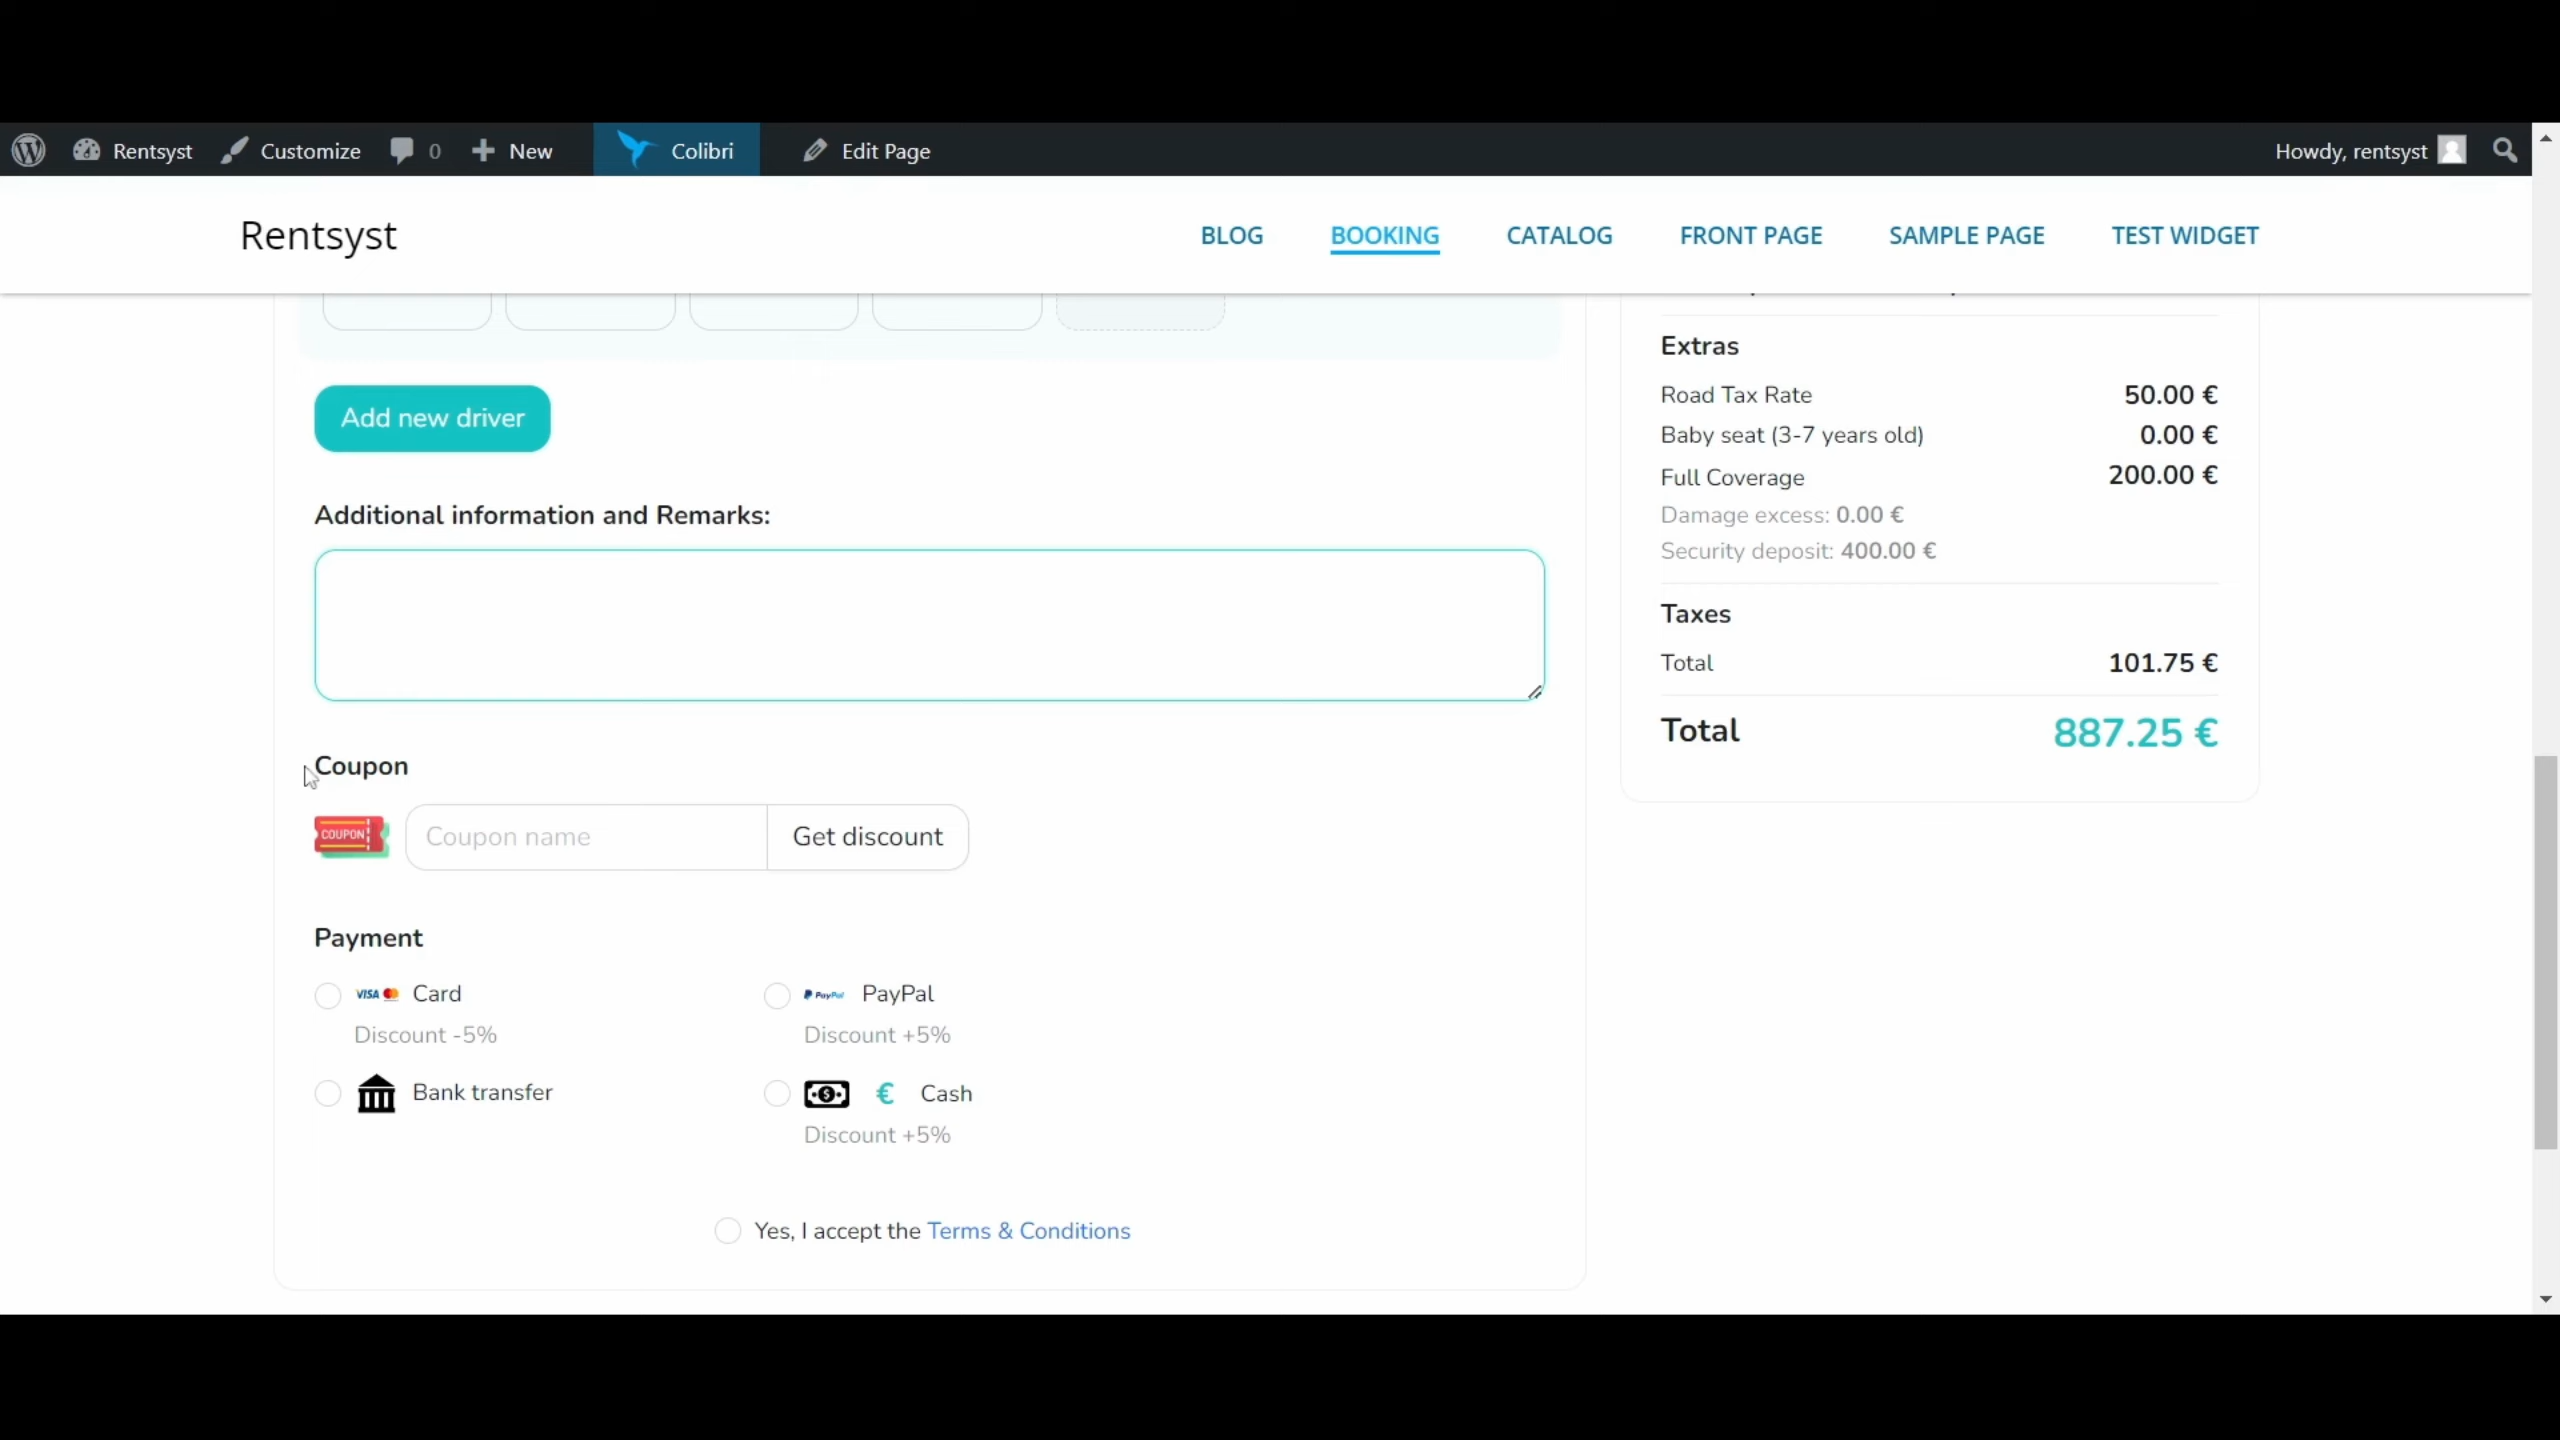 Rentsyst Customize 0 New Colibri Edit Page Howdy, rentsyst
Rentsyst BLOG BOOKING CATALOG FRONT PAGE SAMPLE PAGE TEST WIDGET
Add new driver
Additional information and Remarks:
Coupon
COUPON Coupon name Get discount
Payment
VISA Card
Discount -5%
PayPal PayPal
Discount +5%
Bank transfer
€ Cash
Discount +5%
Yes, I accept the Terms & Conditions
Extras
Road Tax Rate 50.00 €
Baby seat (3-7 years old) 0.00 €
Full Coverage 200.00 €
Damage excess: 0.00 €
Security deposit: 400.00 €
Taxes
Total 101.75 €
Total 887.25 €